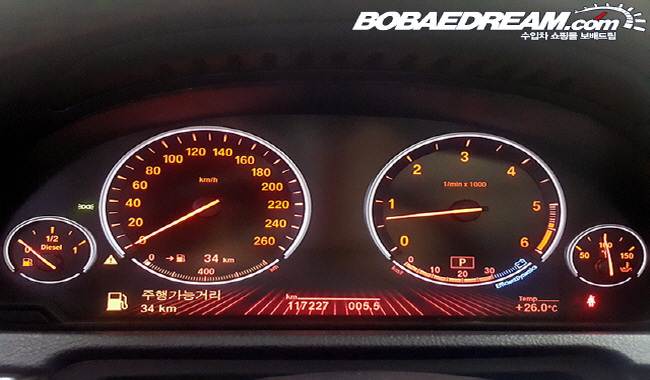 BOBAEDREAM.com
수입차 쇼핑몰 보배드림
0 20 40 60 80 100 120 140 160 180 200 220 240 260
km/h
0 → 34 km
0 400
0 1 2 3 4 5 6
1/min x 1000
P
0 10 20 30
EfficientDynamics
0 1/2 1
Diesel
50 100 150
주행가능거리
34 km
km
117227 005,5
Temp
+26.0°C